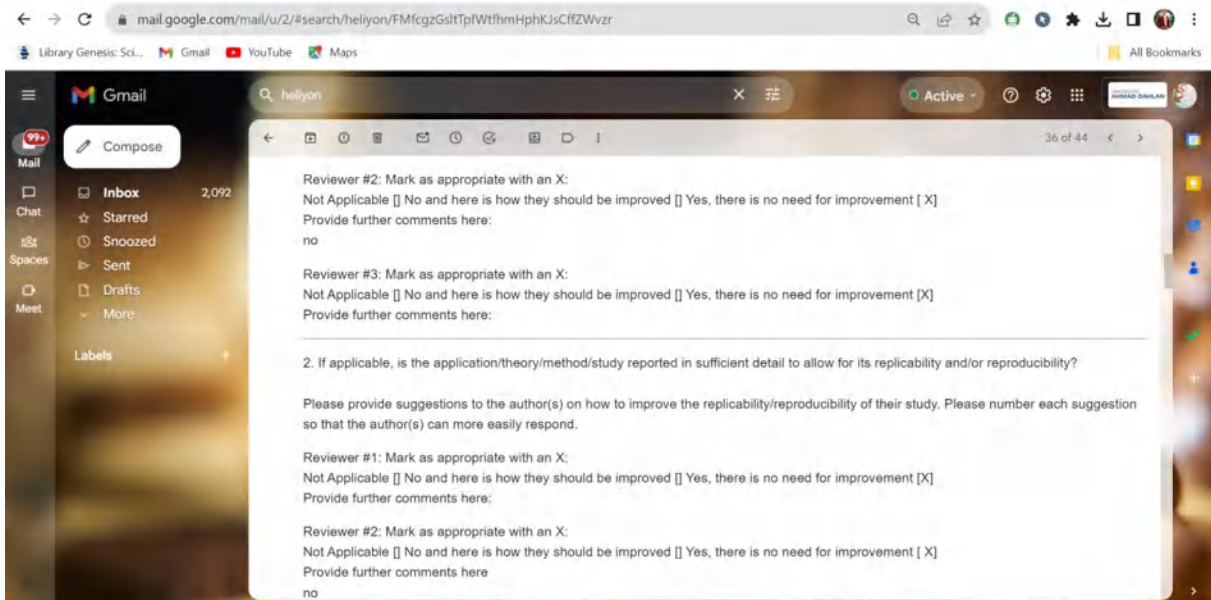 mail.google.com/mail/u/2/#search/heliyon/FMfcgzGsltTpfWtfhmHphKJsCffZWvzr
Library Genesis: Sci...
Gmail
YouTube
Maps
All Bookmarks
Gmail
heliyon
Active
AHMAD DAHLAN
99+
Mail
Compose
36 of 44
Chat
Spaces
Meet
Inbox 2,092
Starred
Snoozed
Sent
Drafts
More
Labels
Reviewer #2: Mark as appropriate with an X:
Not Applicable [] No and here is how they should be improved [] Yes, there is no need for improvement [ X]
Provide further comments here:
no
Reviewer #3: Mark as appropriate with an X:
Not Applicable [] No and here is how they should be improved [] Yes, there is no need for improvement [X]
Provide further comments here:
2. If applicable, is the application/theory/method/study reported in sufficient detail to allow for its replicability and/or reproducibility?
Please provide suggestions to the author(s) on how to improve the replicability/reproducibility of their study. Please number each suggestion
so that the author(s) can more easily respond.
Reviewer #1: Mark as appropriate with an X:
Not Applicable [] No and here is how they should be improved [] Yes, there is no need for improvement [X]
Provide further comments here:
Reviewer #2: Mark as appropriate with an X:
Not Applicable [] No and here is how they should be improved [] Yes, there is no need for improvement [ X]
Provide further comments here
no